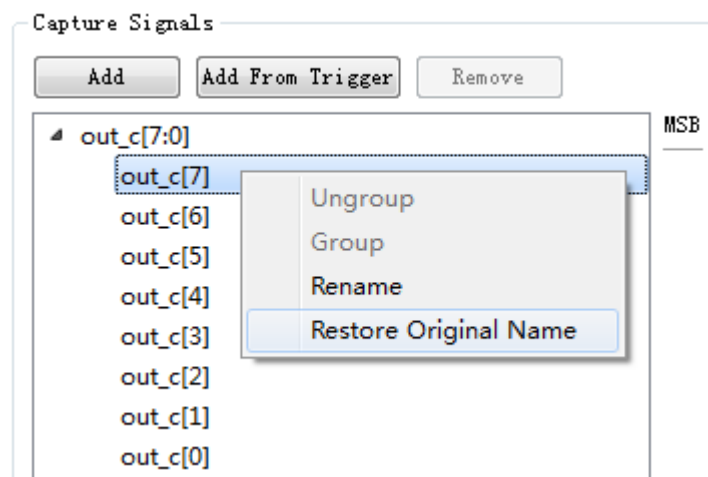 Capture Signals
Add
Add From Trigger
Remove
out_c[7:0]
MSB
out_c[7]
out_c[6]
out_c[5]
out_c[4]
out_c[3]
out_c[2]
out_c[1]
out_c[0]
Ungroup
Group
Rename
Restore Original Name